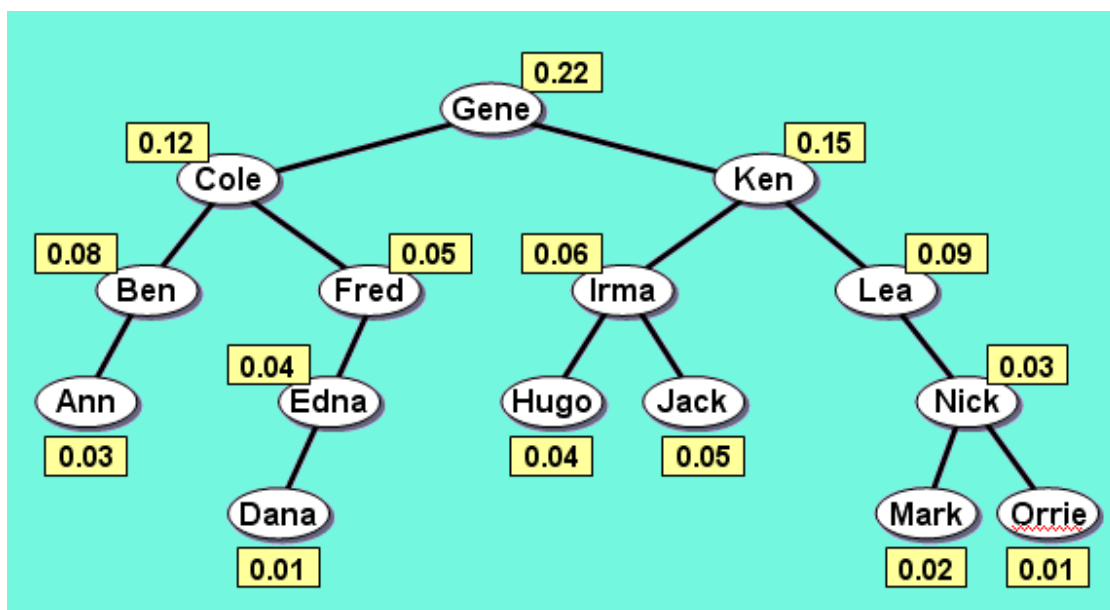 0.22
Gene
0.12
0.15
Cole
Ken
0.08
0.05
0.06
0.09
Ben
Fred
Irma
Lea
0.04
0.03
Ann
Edna
Hugo
Jack
Nick
0.03
0.04
0.05
Dana
Mark
Orrie
0.01
0.02
0.01